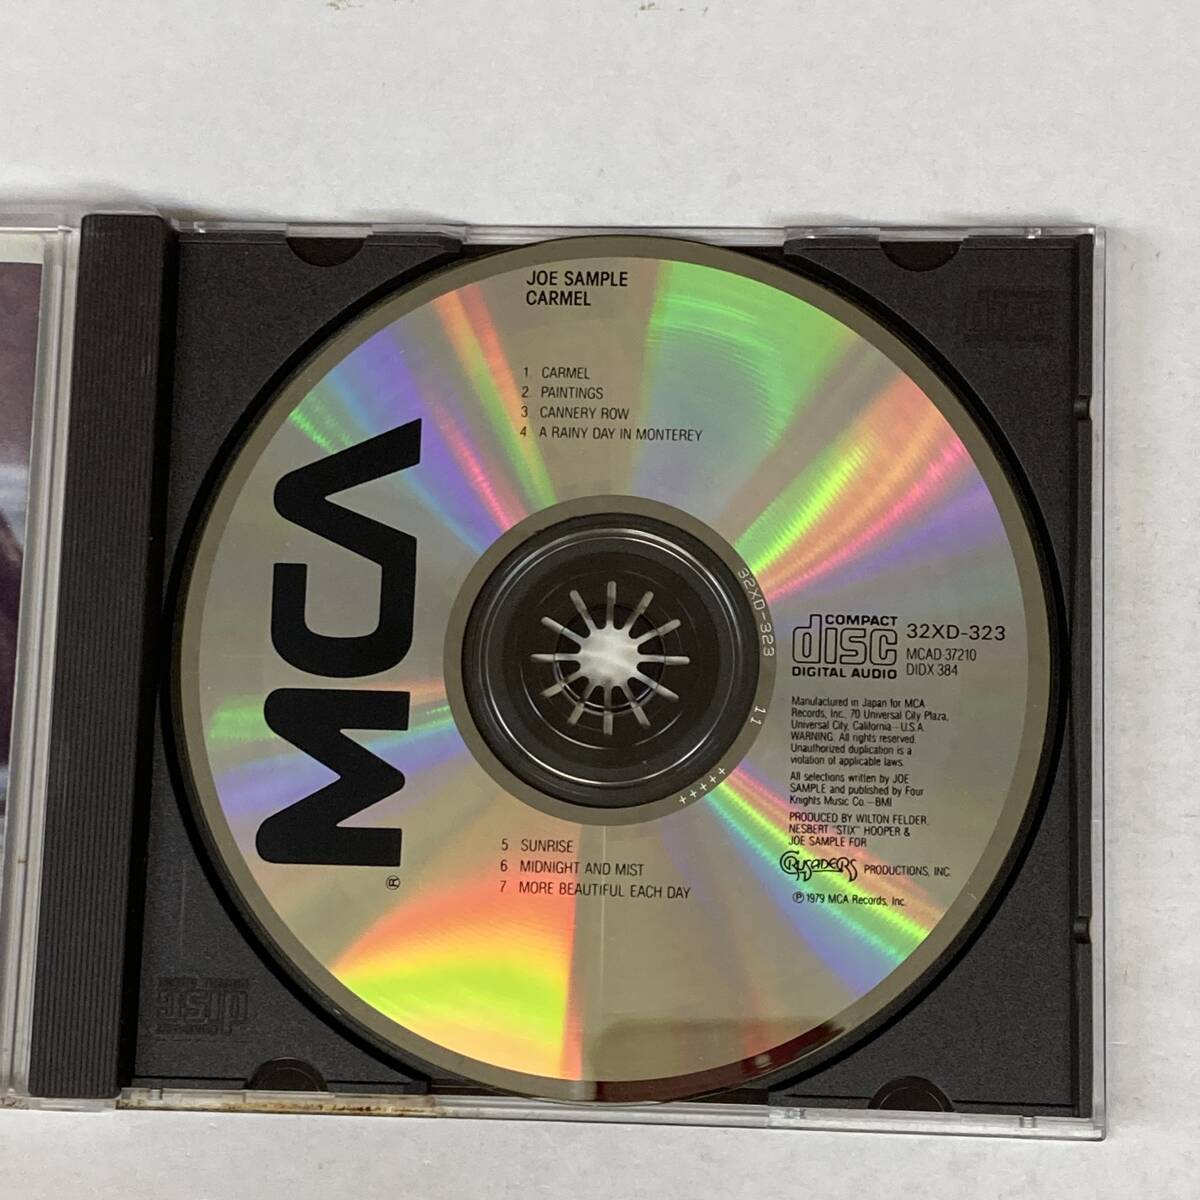 JOE SAMPLE
CARMEL
1 CARMEL
2 PAINTINGS
3 CANNERY ROW
4 A RAINY DAY IN MONTEREY
MCA
®
32XD-323
11
+++++
COMPACT
disc
DIGITAL AUDIO
32XD-323
MCAD-37210
DIDX 384
Manufactured in Japan for MCA
Records, Inc., 70 Universal City Plaza,
Universal City, California - U.S.A.
WARNING. All rights reserved.
Unauthorized duplication is a
violation of applicable laws.
All selections written by JOE
SAMPLE and published by Four
Knights Music Co. - BMI
PRODUCED BY WILTON FELDER,
NESBERT "STIX" HOOPER &
JOE SAMPLE FOR
CRUSADERS PRODUCTIONS, INC.
℗ 1979 MCA Records, Inc.
5 SUNRISE
6 MIDNIGHT AND MIST
7 MORE BEAUTIFUL EACH DAY
disc